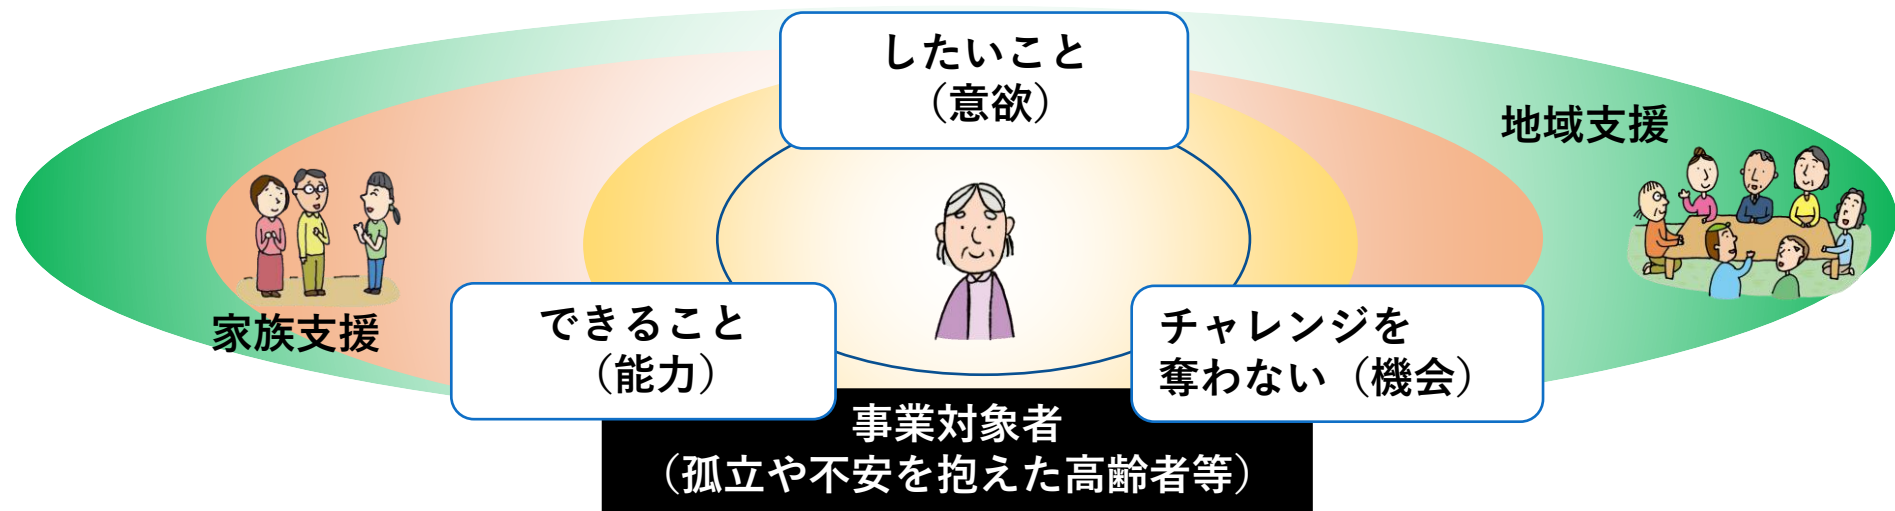 したいこと
（意欲）
地域支援
家族支援
できること
（能力）
チャレンジを
奪わない（機会）
事業対象者
（孤立や不安を抱えた高齢者等）